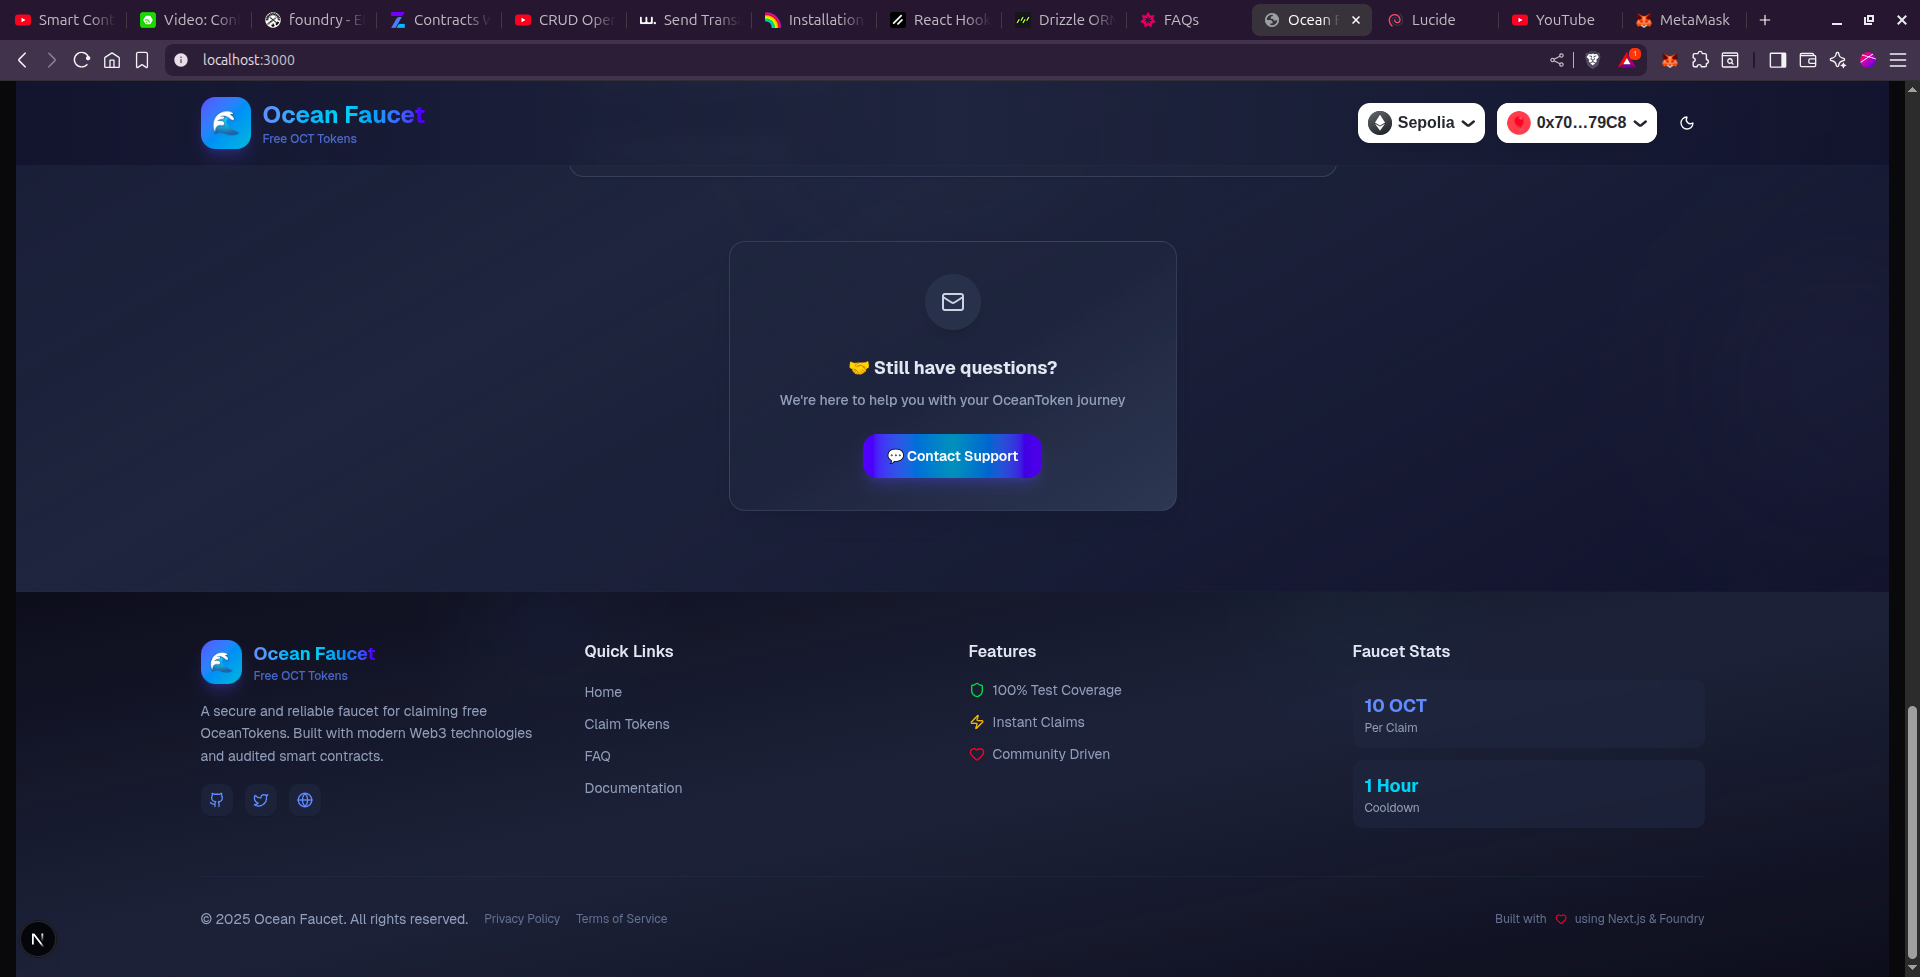 Smart Cont
Video: Con
foundry - E
Contracts W
CRUD Oper
Send Trans
Installation
React Hook
Drizzle ORM
FAQs
Ocean F
Lucide
YouTube
MetaMask
localhost:3000
1
Ocean Faucet
Free OCT Tokens
Sepolia
0x70...79C8
🤝 Still have questions?
We're here to help you with your OceanToken journey
💬 Contact Support
Ocean Faucet
Free OCT Tokens
A secure and reliable faucet for claiming free
OceanTokens. Built with modern Web3 technologies
and audited smart contracts.
Quick Links
Home
Claim Tokens
FAQ
Documentation
Features
100% Test Coverage
Instant Claims
Community Driven
Faucet Stats
10 OCT
Per Claim
1 Hour
Cooldown
© 2025 Ocean Faucet. All rights reserved. Privacy Policy Terms of Service
Built with ♡ using Next.js & Foundry
N